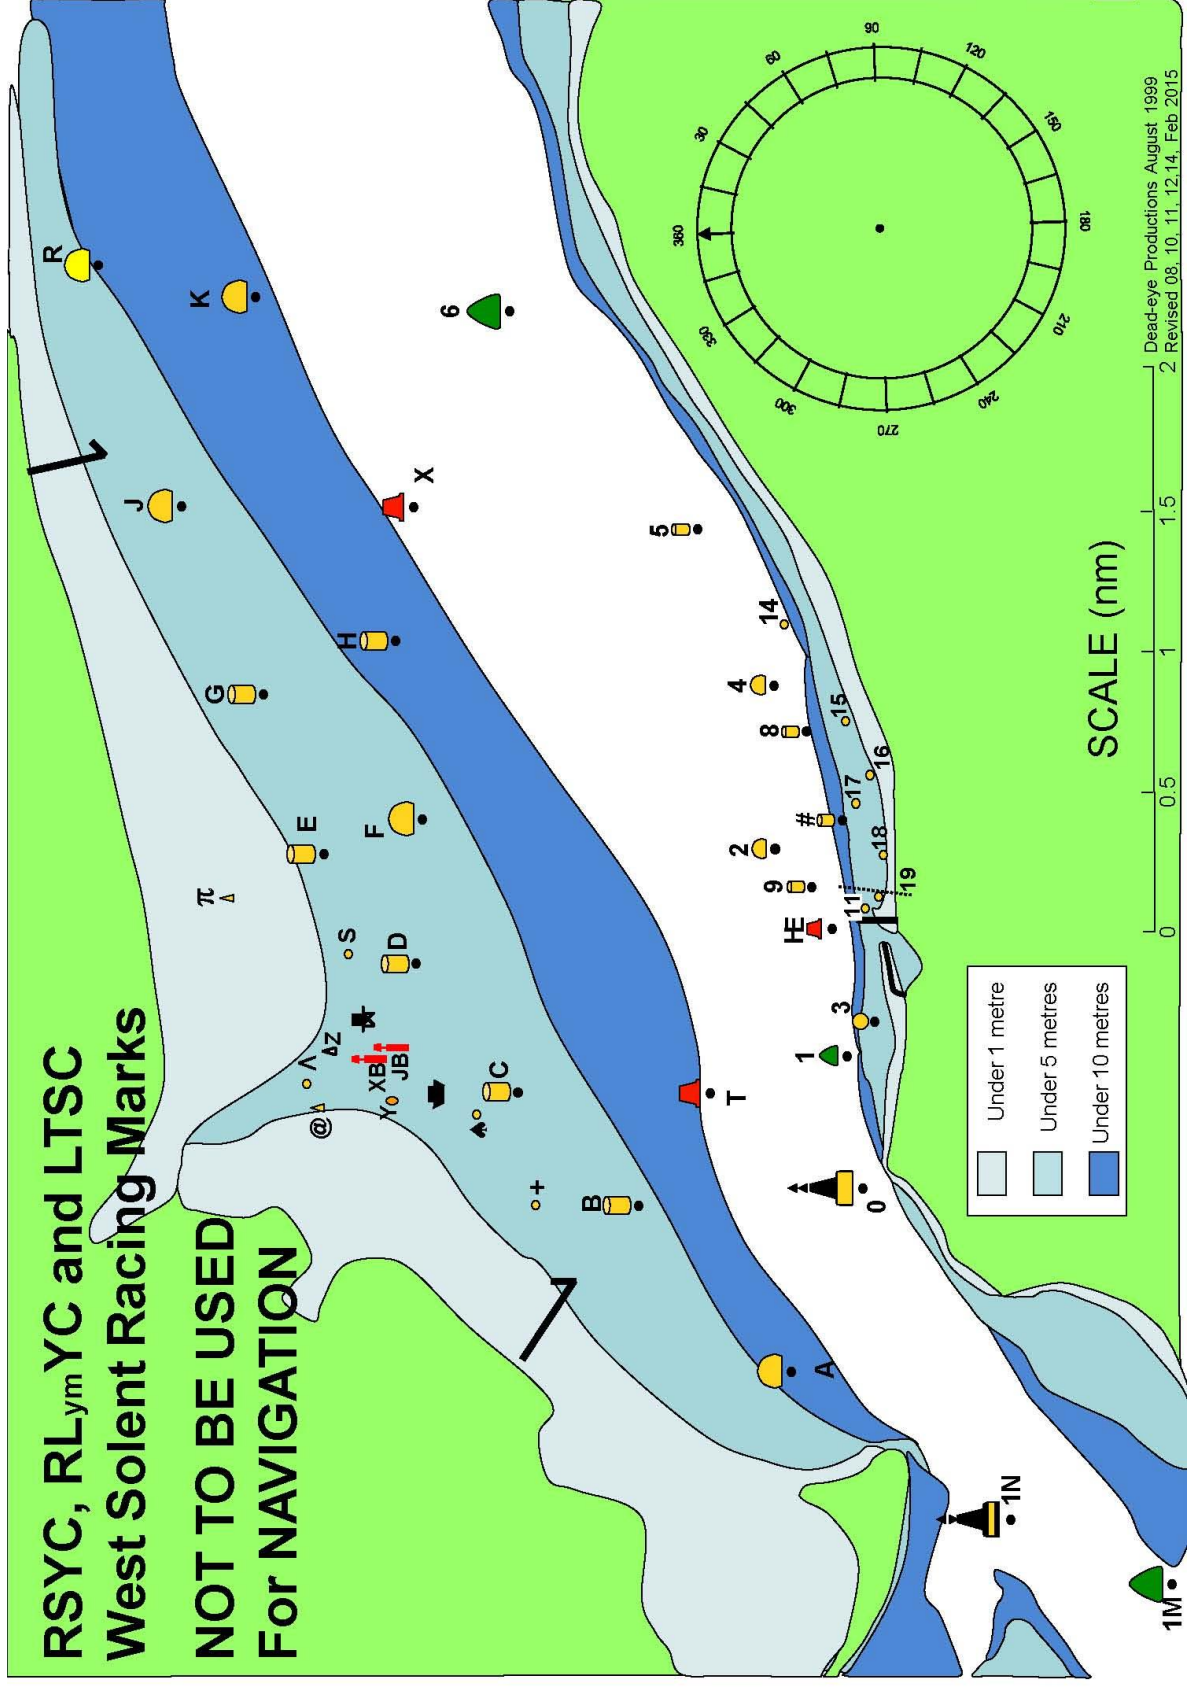 RSYC, RLym YC and LTSC
West Solent Racing Marks
NOT TO BE USED
For NAVIGATION
R
K
6
J
X
G
H
5
14
E
F
4
8
15
16
17
#
2
18
9
19
11
HE
π
S
D
3
1
Z
Λ
XB
JB
@
Y
C
T
+
B
0
A
1N
1M
360
30
60
90
120
150
180
210
240
270
300
330
Under 1 metre
Under 5 metres
Under 10 metres
SCALE (nm)
0 0.5 1 1.5 2
Dead-eye Productions August 1999
Revised 08, 10, 11, 12,14, Feb 2015